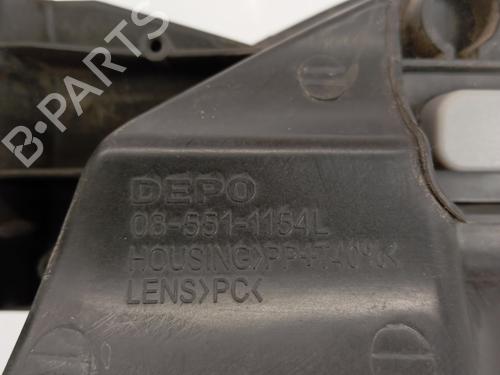 B-PARTS
DEPO
08-551-1154L
HOUSING>PP+T40%<
LENS>PC<